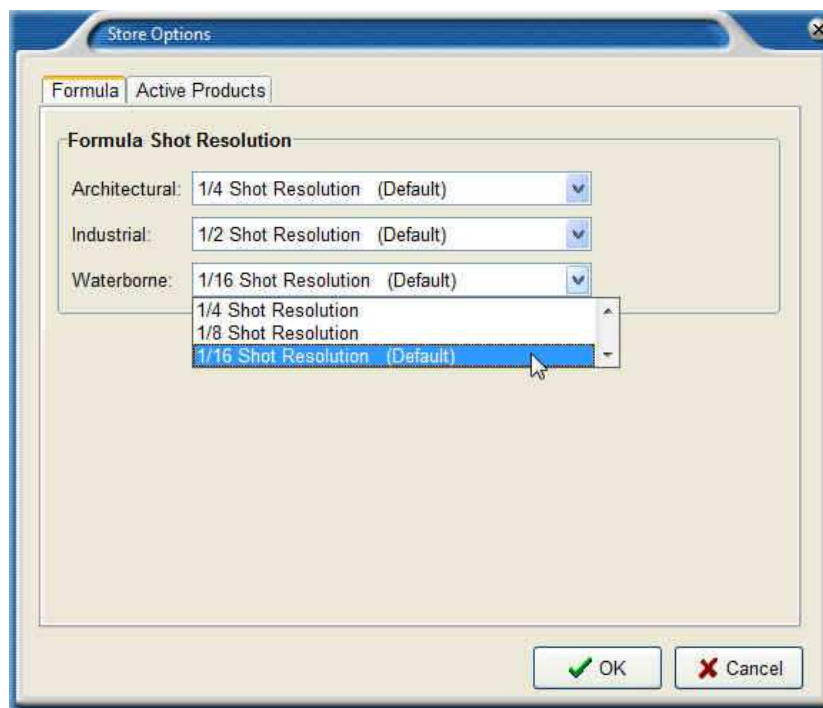 Store Options
Formula Active Products
Formula Shot Resolution
Architectural: 1/4 Shot Resolution (Default)
Industrial: 1/2 Shot Resolution (Default)
Waterborne: 1/16 Shot Resolution (Default)
1/4 Shot Resolution
1/8 Shot Resolution
1/16 Shot Resolution (Default)
OK Cancel